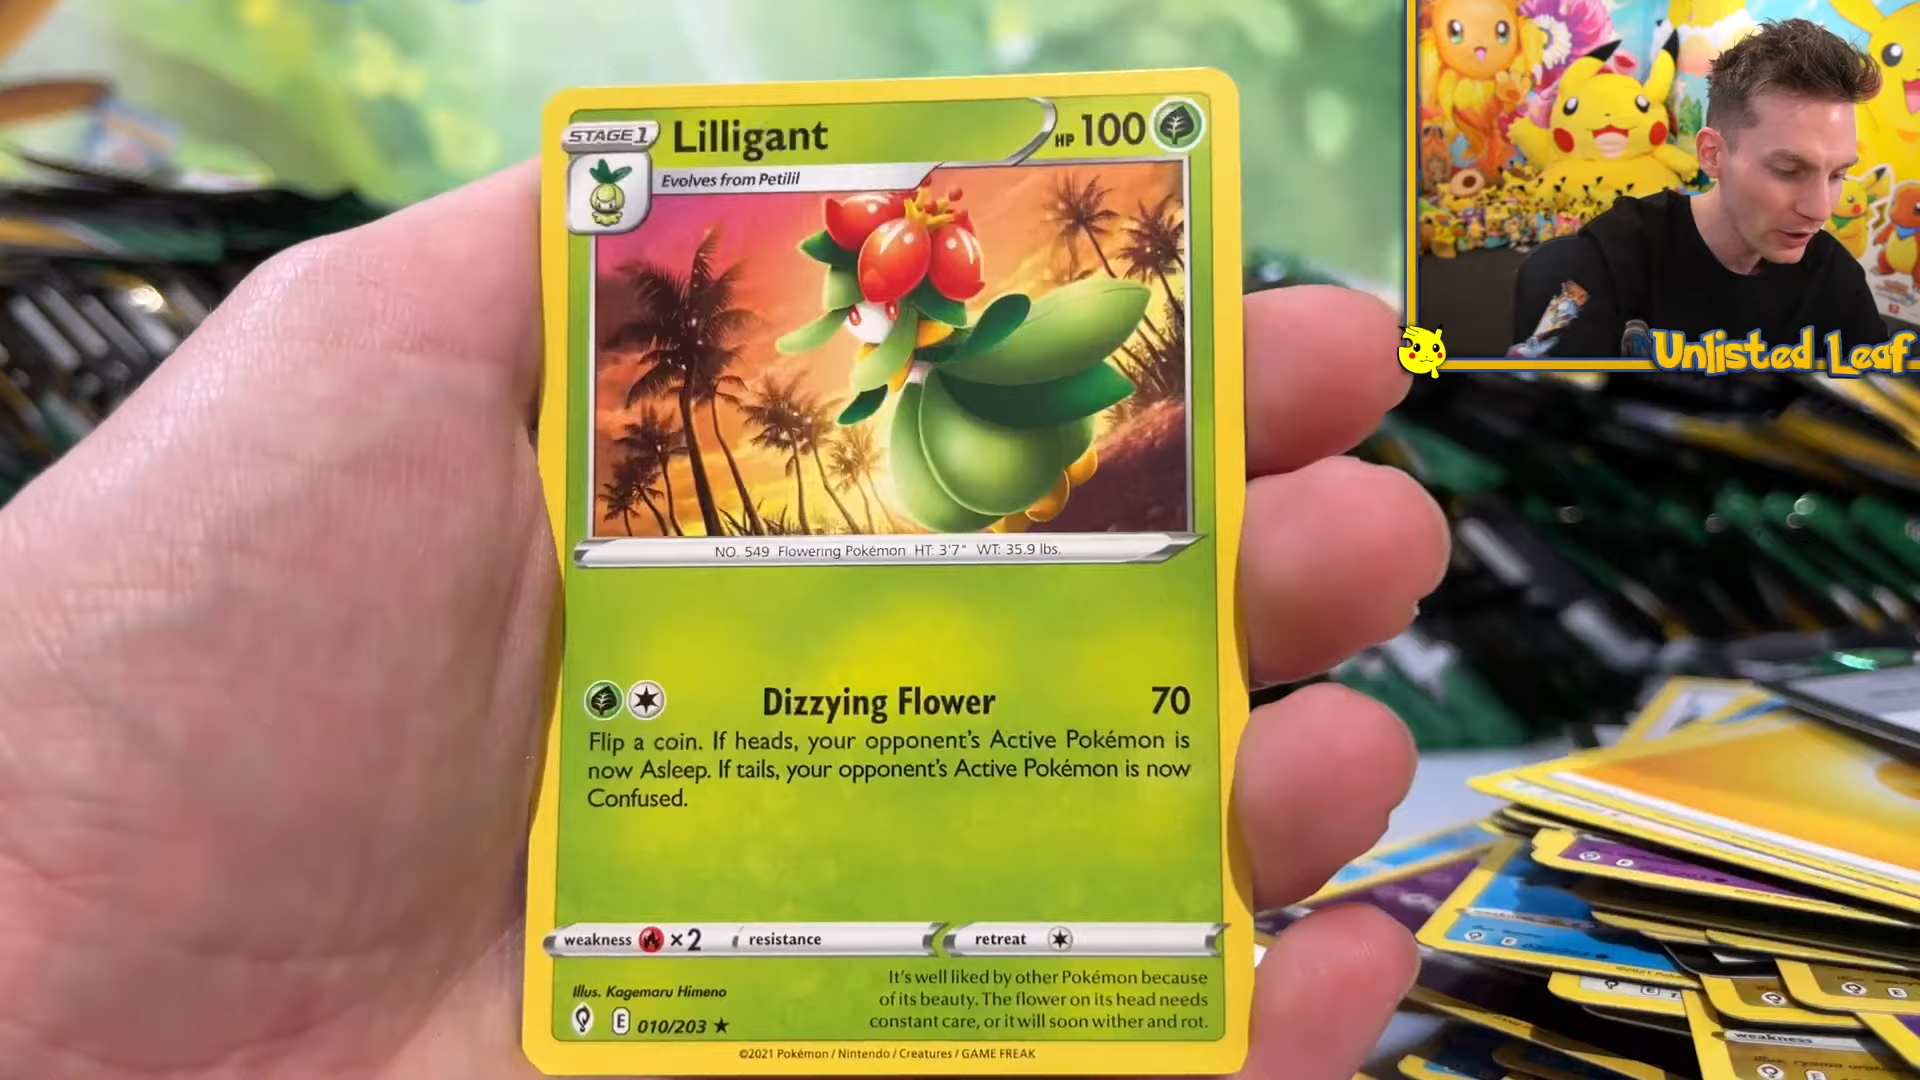 STAGE 1
Lilligant
HP 100
Evolves from Petilil
Unlisted Leaf
NO. 549 Flowering Pokémon HT: 3'7" WT: 35.9 lbs.
Dizzying Flower 70
Flip a coin. If heads, your opponent's Active Pokémon is
now Asleep. If tails, your opponent's Active Pokémon is now
Confused.
weakness ×2 resistance retreat
Illus. Kagemaru Himeno
It's well liked by other Pokémon because
of its beauty. The flower on its head needs
constant care, or it will soon wither and rot.
E 010/203 ★
©2021 Pokémon / Nintendo / Creatures / GAME FREAK
weakness